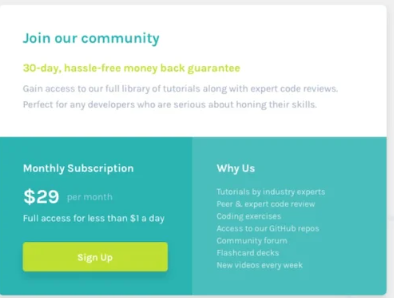 Join our community
30-day, hassle-free money back guarantee
Gain access to our full library of tutorials along with expert code reviews.
Perfect for any developers who are serious about honing their skills.
Monthly Subscription
$29 per month
Full access for less than $1 a day
Sign Up
Why Us
Tutorials by industry experts
Peer & expert code review
Coding exercises
Access to our GitHub repos
Community forum
Flashcard decks
New videos every week